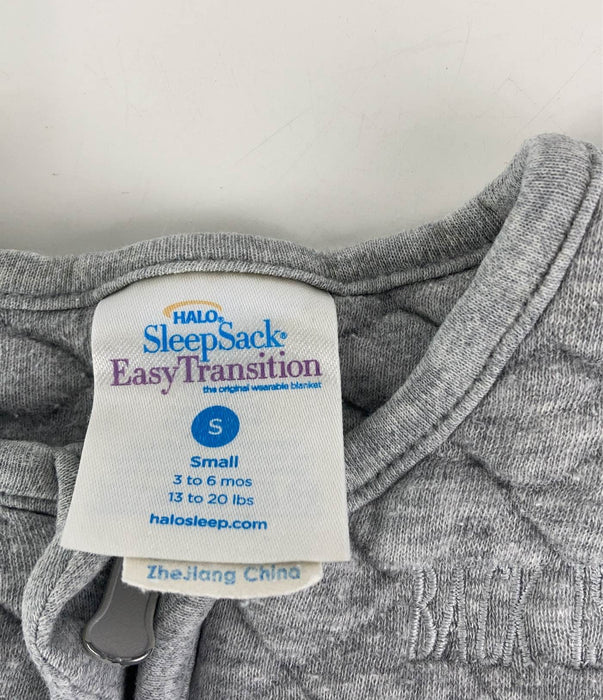 HALO®
SleepSack®
EasyTransition
the original wearable blanket
S
Small
3 to 6 mos
13 to 20 lbs
halosleep.com
ZheJiang China
BACK